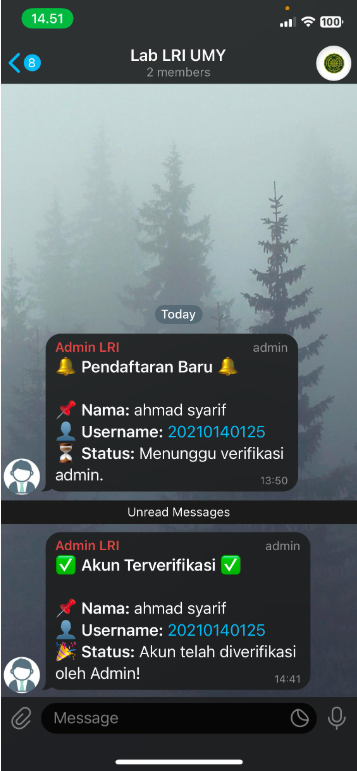 14.51
100
8
Lab LRI UMY
2 members
Today
Admin LRI admin
🔔 Pendaftaran Baru 🔔
📌 Nama: ahmad syarif
👤 Username: 20210140125
⏳ Status: Menunggu verifikasi
admin.
13:50
Unread Messages
Admin LRI admin
✅ Akun Terverifikasi ✅
📌 Nama: ahmad syarif
👤 Username: 20210140125
🎉 Status: Akun telah diverifikasi
oleh Admin!
14:41
Message